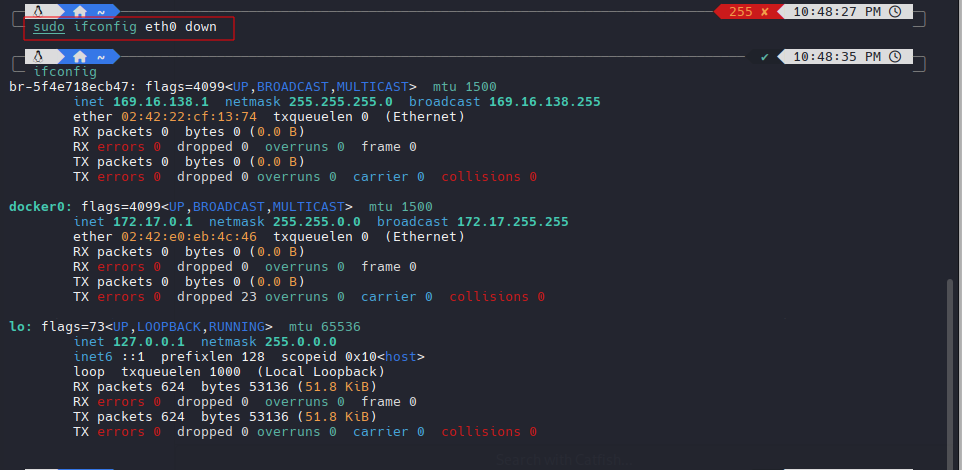 ~ 255 ✘ 10:48:27 PM
sudo ifconfig eth0 down
~ ✔ 10:48:35 PM
ifconfig
br-5f4e718ecb47: flags=4099<UP,BROADCAST,MULTICAST>  mtu 1500
inet 169.16.138.1  netmask 255.255.255.0  broadcast 169.16.138.255
ether 02:42:22:cf:13:74  txqueuelen 0  (Ethernet)
RX packets 0  bytes 0 (0.0 B)
RX errors 0  dropped 0 overruns 0  frame 0
TX packets 0  bytes 0 (0.0 B)
TX errors 0  dropped 0 overruns 0  carrier 0  collisions 0
docker0: flags=4099<UP,BROADCAST,MULTICAST>  mtu 1500
inet 172.17.0.1  netmask 255.255.0.0  broadcast 172.17.255.255
ether 02:42:e0:eb:4c:46  txqueuelen 0  (Ethernet)
RX packets 0  bytes 0 (0.0 B)
RX errors 0  dropped 0  overruns 0  frame 0
TX packets 0  bytes 0 (0.0 B)
TX errors 0  dropped 23 overruns 0  carrier 0  collisions 0
lo: flags=73<UP,LOOPBACK,RUNNING>  mtu 65536
inet 127.0.0.1  netmask 255.0.0.0
inet6 ::1  prefixlen 128  scopeid 0x10<host>
loop  txqueuelen 1000  (Local Loopback)
RX packets 624  bytes 53136 (51.8 KiB)
RX errors 0  dropped 0  overruns 0  frame 0
TX packets 624  bytes 53136 (51.8 KiB)
TX errors 0  dropped 0 overruns 0  carrier 0  collisions 0